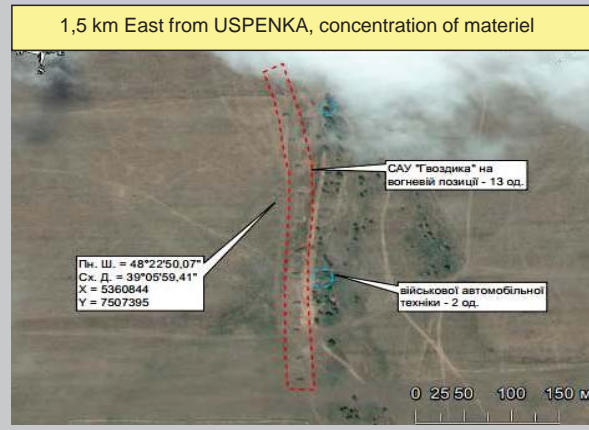 1,5 km East from USPENKA, concentration of materiel
САУ "Гвоздика" на
вогневій позиції - 13 од.
Пн. Ш. = 48°22'50,07"
Сх. Д. = 39°05'59,41"
X = 5360844
Y = 7507395
військової автомобільної
техніки - 2 од.
0 25 50 100 150 м